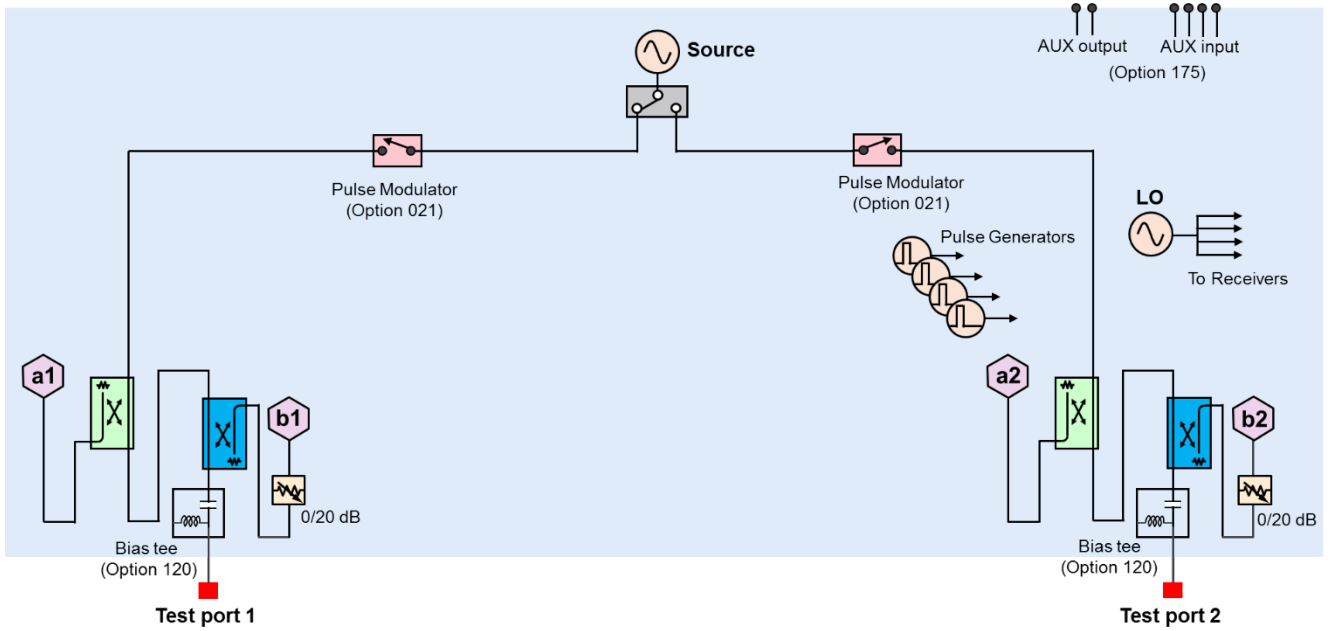 Source
AUX output
AUX input
(Option 175)
Pulse Modulator
(Option 021)
Pulse Modulator
(Option 021)
LO
To Receivers
Pulse Generators
a1
b1
0/20 dB
Bias tee
(Option 120)
Test port 1
a2
b2
0/20 dB
Bias tee
(Option 120)
Test port 2